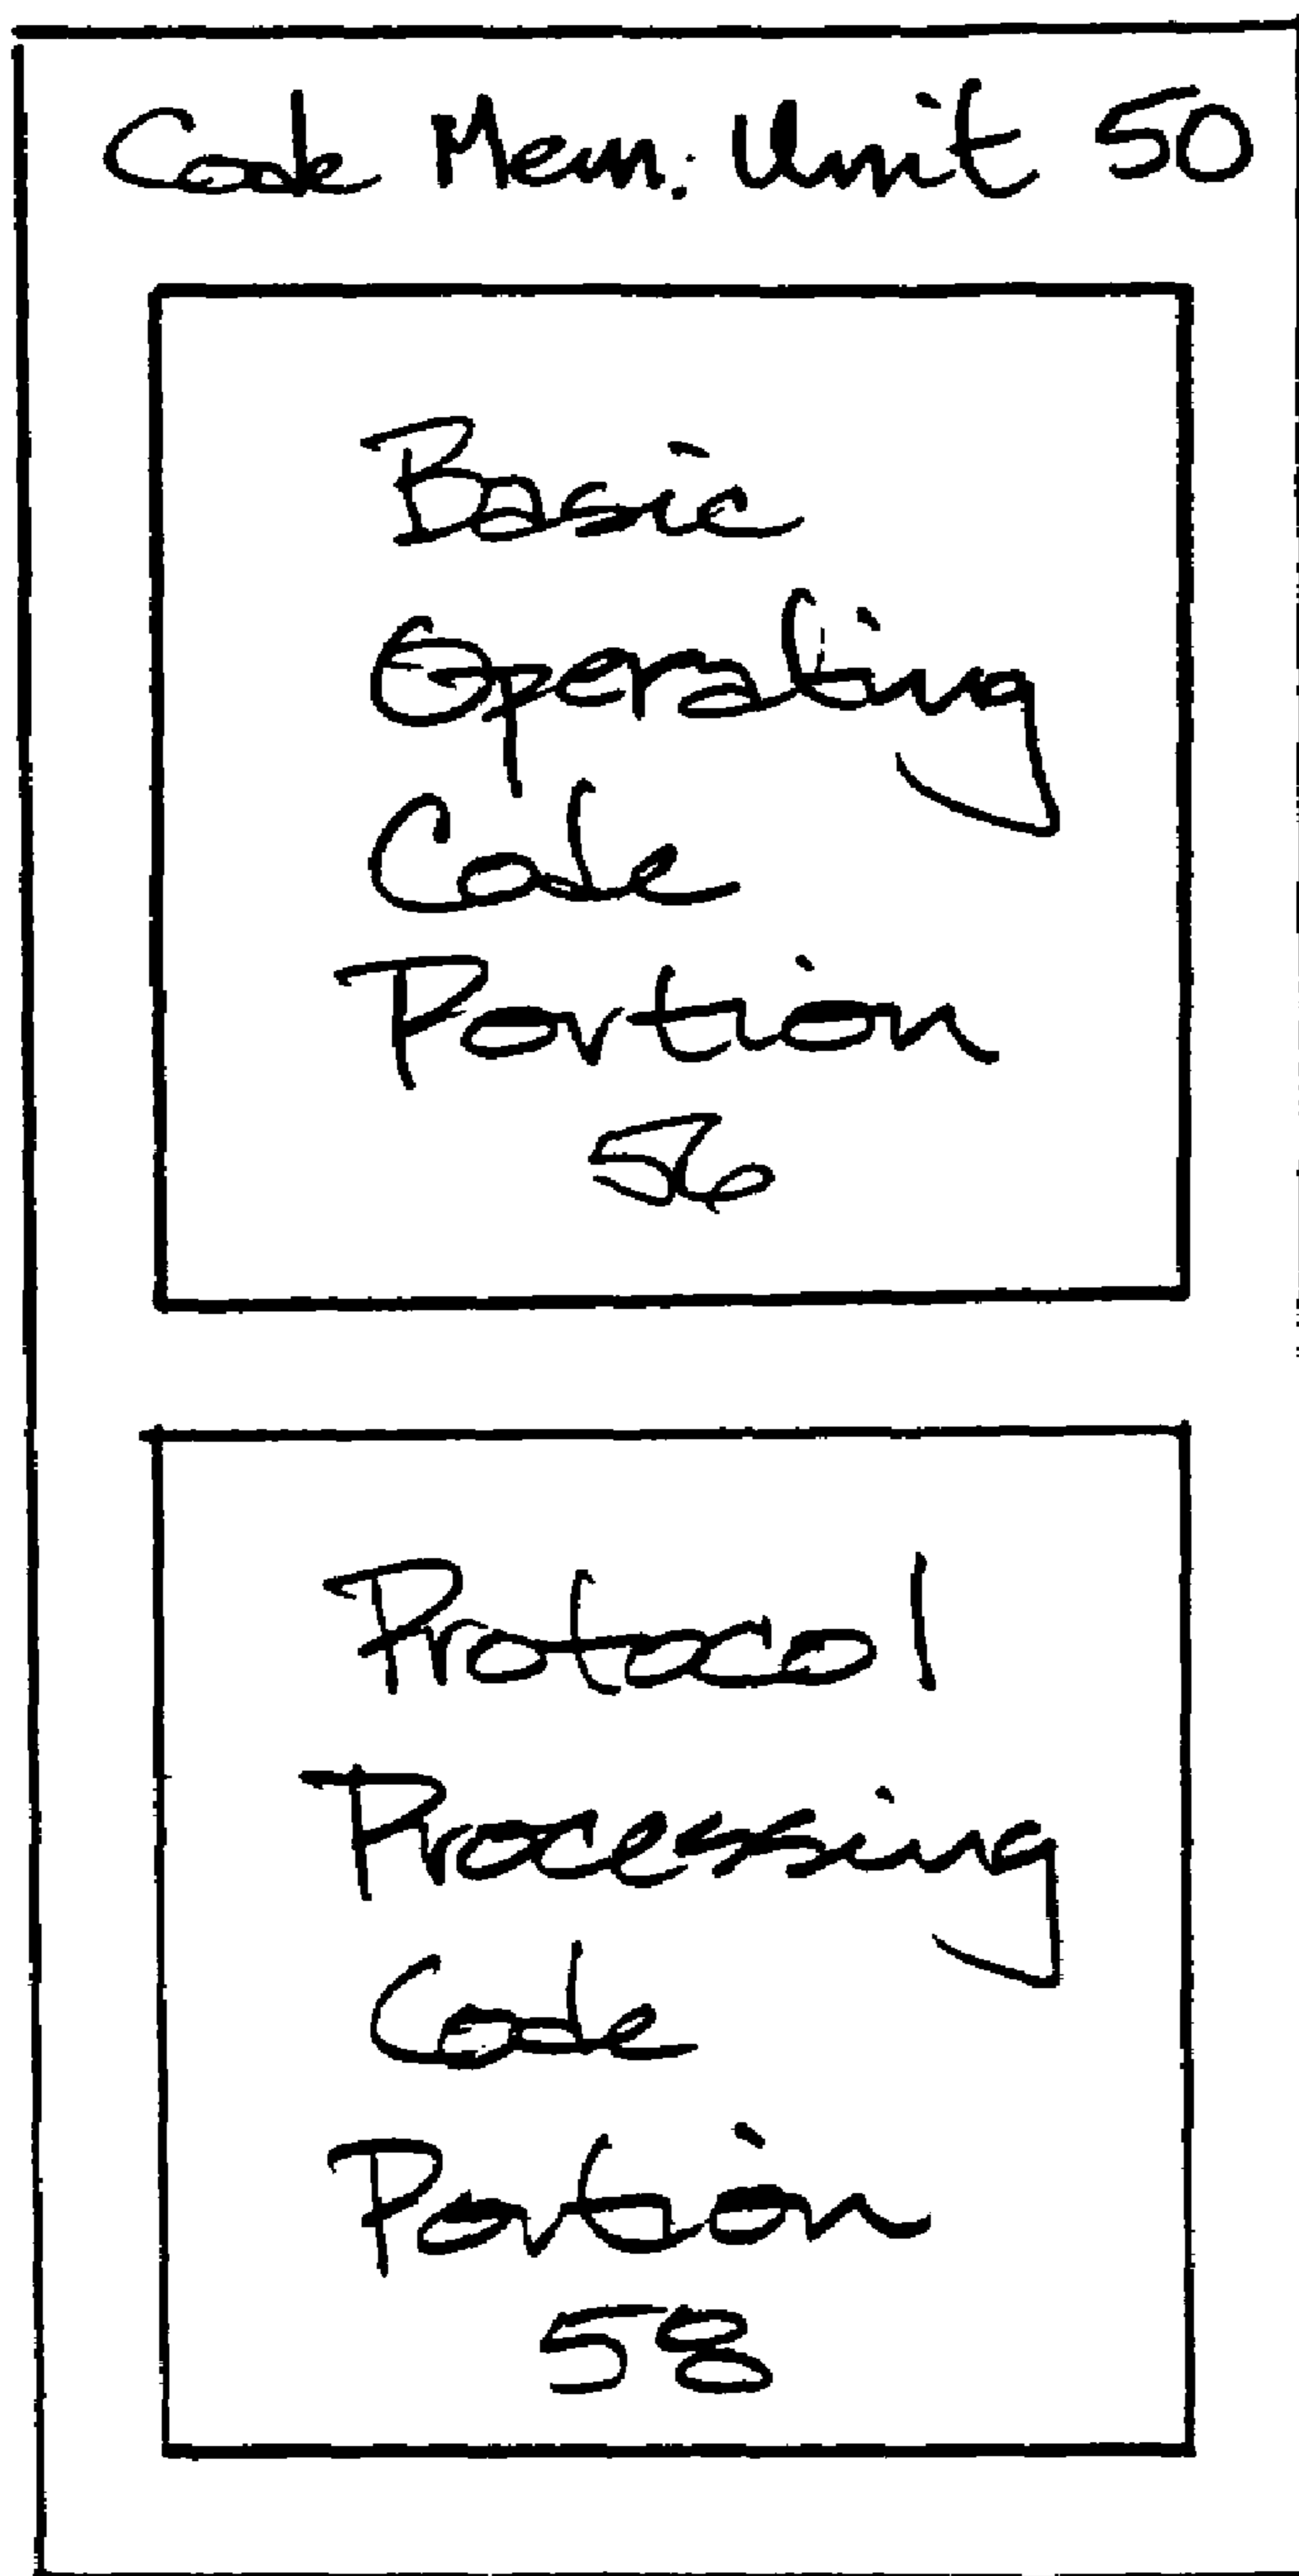 Code Mem. Unit 50
Basic
Operating
Code
Portion
56
Protocol
Processing
Code
Portion
58